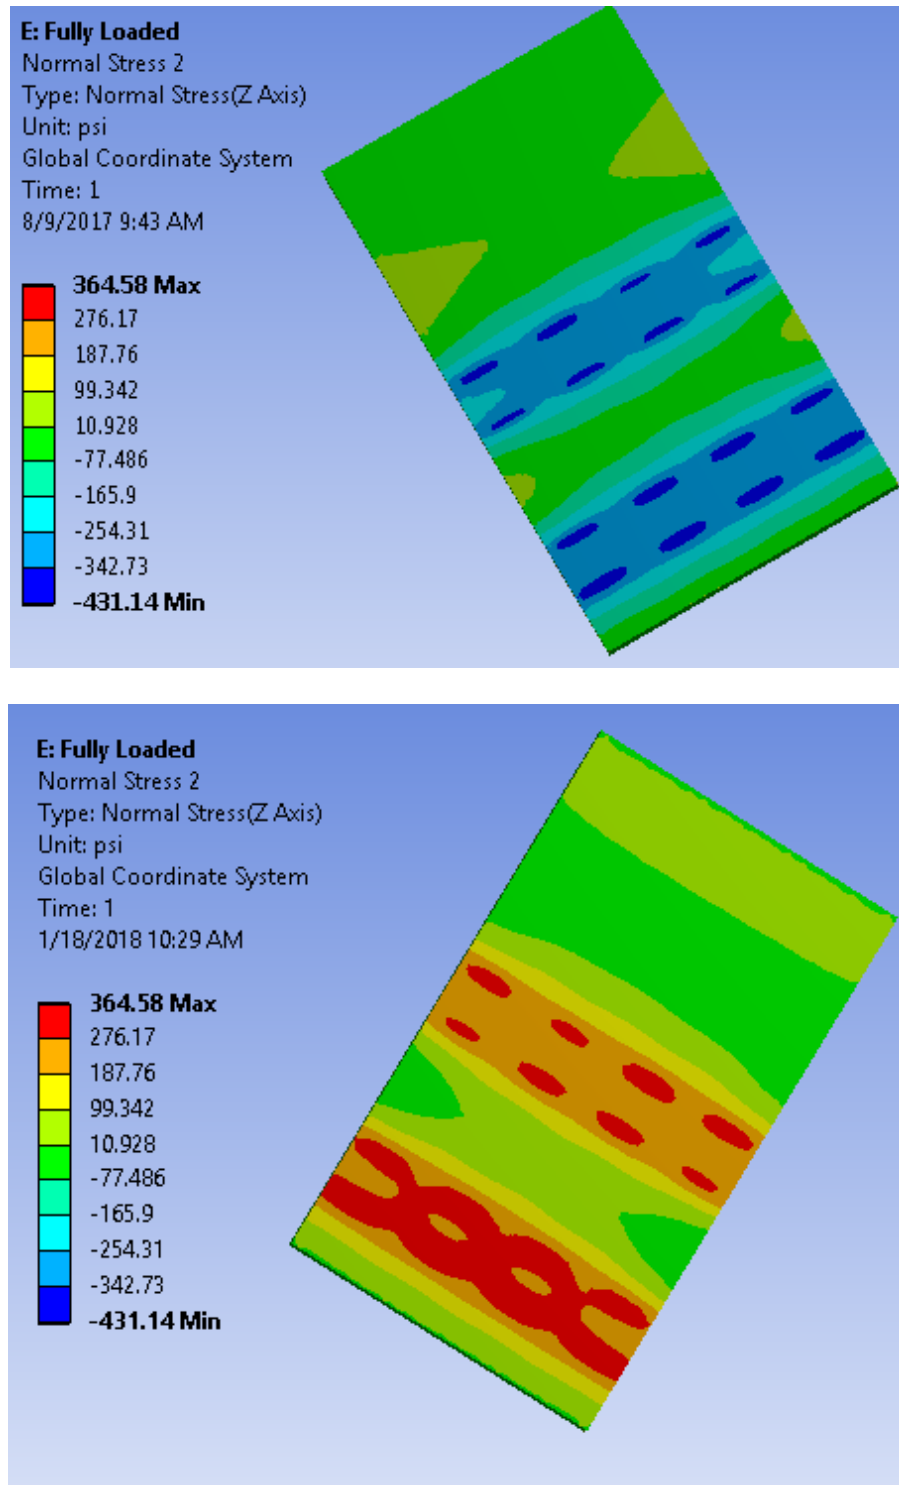 E: Fully Loaded
Normal Stress 2
Type: Normal Stress(Z Axis)
Unit: psi
Global Coordinate System
Time: 1
8/9/2017 9:43 AM
364.58 Max
276.17
187.76
99.342
10.928
-77.486
-165.9
-254.31
-342.73
-431.14 Min
E: Fully Loaded
Normal Stress 2
Type: Normal Stress(Z Axis)
Unit: psi
Global Coordinate System
Time: 1
1/18/2018 10:29 AM
364.58 Max
276.17
187.76
99.342
10.928
-77.486
-165.9
-254.31
-342.73
-431.14 Min